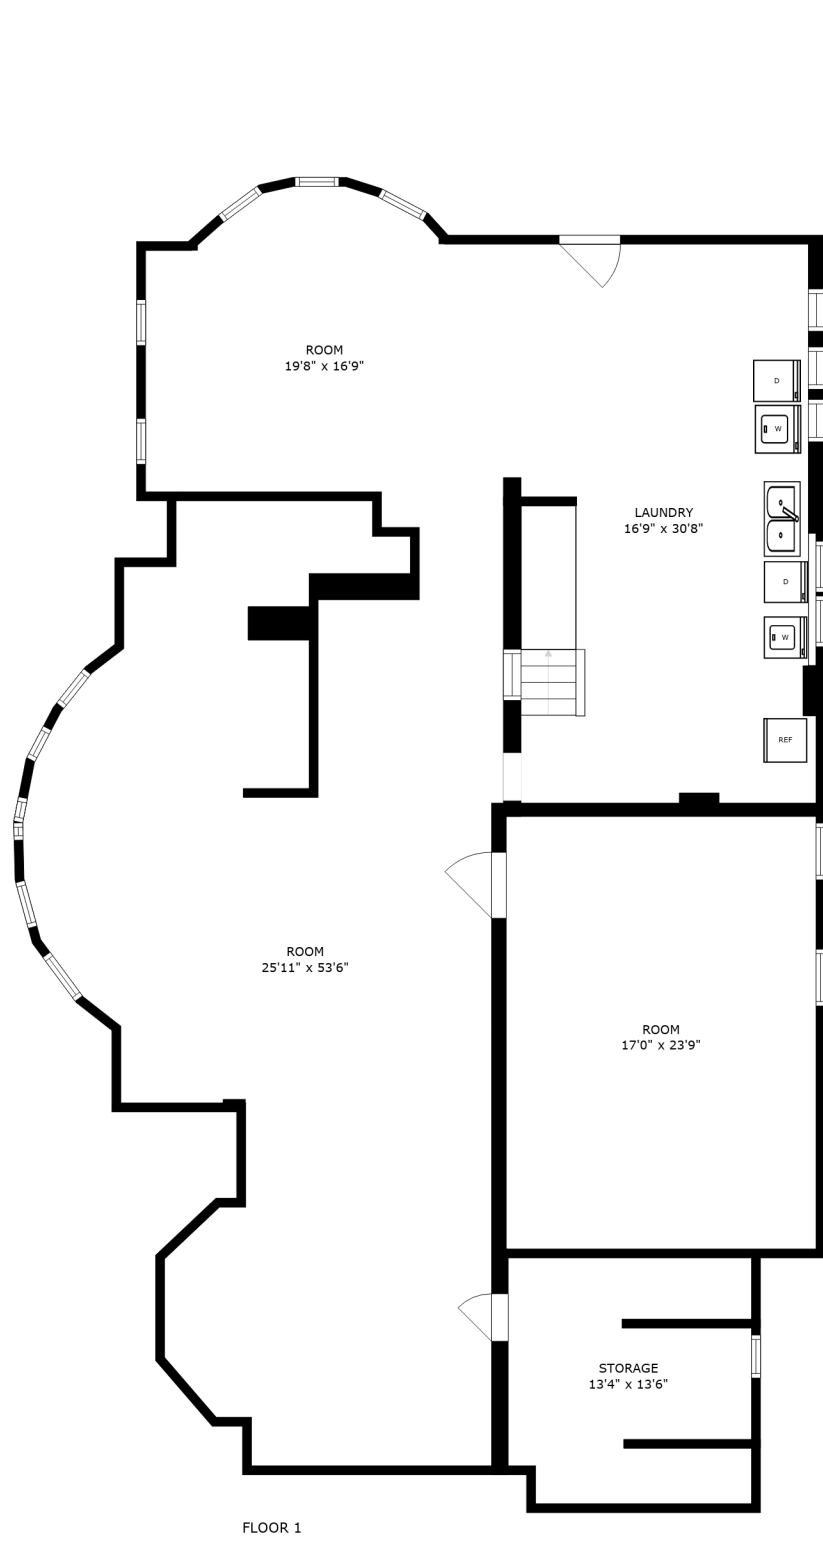 ROOM
19'8" x 16'9"
D
W
LAUNDRY
16'9" x 30'8"
D
W
REF
ROOM
25'11" x 53'6"
ROOM
17'0" x 23'9"
STORAGE
13'4" x 13'6"
FLOOR 1